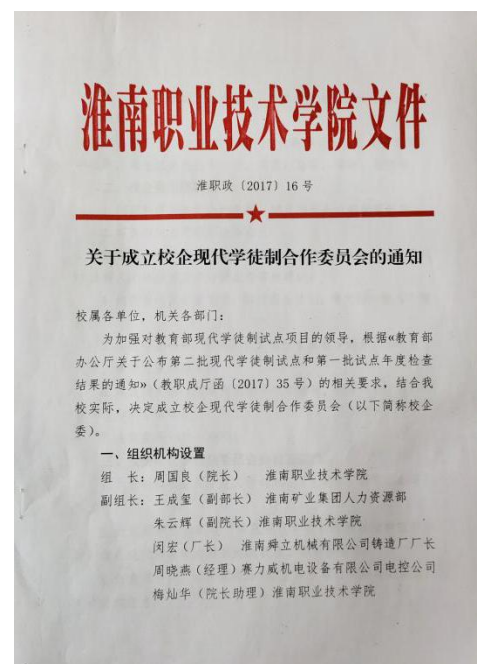 淮南职业技术学院文件
淮职政〔2017〕16号
关于成立校企现代学徒制合作委员会的通知
校属各单位，机关各部门：
为加强对教育部现代学徒制试点项目的领导，根据«教育部
办公厅关于公布第二批现代学徒制试点和第一批试点年度检查
结果的通知»（教职成厅函〔2017〕35号）的相关要求，结合我
校实际，决定成立校企现代学徒制合作委员会（以下简称校企
委）。
一、组织机构设置
组 长：周国良（院长） 淮南职业技术学院
副组长：王成玺（副部长） 淮南矿业集团人力资源部
朱云辉（副院长）淮南职业技术学院
闵宏（厂长） 淮南舜立机械有限公司铸造厂厂长
周晓燕（经理）赛力威机电设备有限公司电控公司
梅灿华（院长助理）淮南职业技术学院